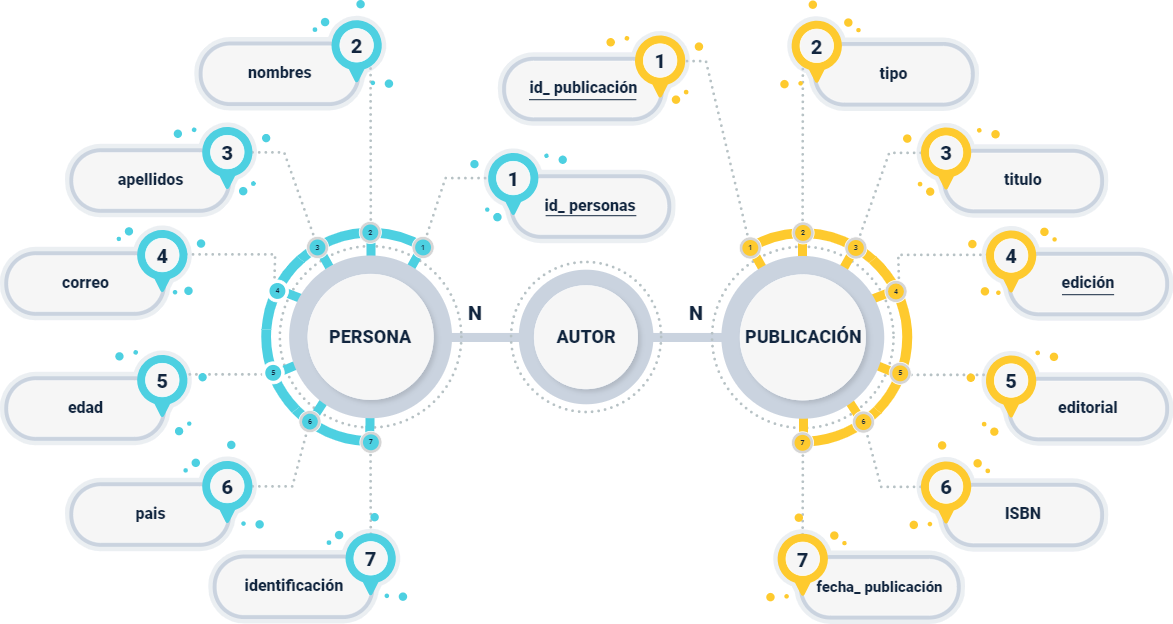 2
nombres
3
apellidos
4
correo
5
edad
6
pais
7
identificación
1
id_ personas
1
2
3
4
5
6
7
PERSONA
N
AUTOR
N
PUBLICACIÓN
1
2
3
4
5
6
7
1
id_ publicación
2
tipo
3
titulo
4
edición
5
editorial
6
ISBN
7
fecha_ publicación